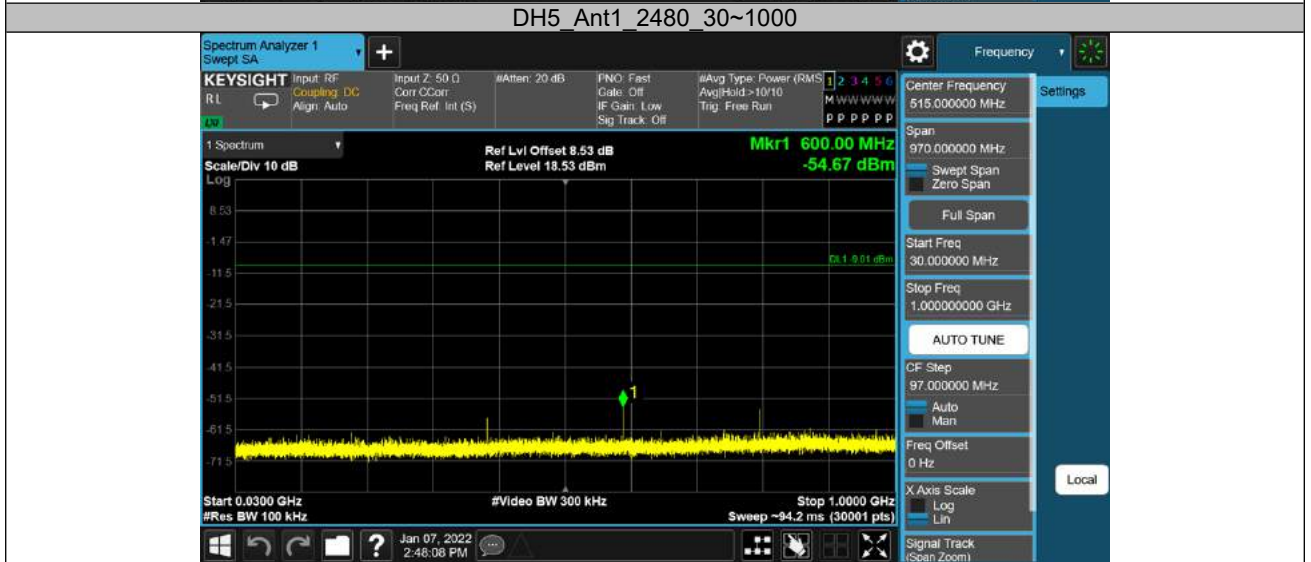 DH5_Ant1_2480_30~1000
Spectrum Analyzer 1
Swept SA
Frequency
KEYSIGHT
RL
Input: RF
Coupling: DC
Align: Auto
Input Z: 50 Ω
Corr CCorr
Freq Ref: Int (S)
#Atten: 20 dB
PNO: Fast
Gate: Off
IF Gain: Low
Sig Track: Off
#Avg Type: Power (RMS
Avg|Hold:>10/10
Trig: Free Run
1 2 3 4 5 6
M W W W W W
P P P P P P
1 Spectrum
Scale/Div 10 dB
Log
Ref Lvl Offset 8.53 dB
Ref Level 18.53 dBm
Mkr1 600.00 MHz
-54.67 dBm
8.53
-1.47
-11.5
-21.5
-31.5
-41.5
-51.5
-61.5
-71.5
DL1 -9.01 dBm
1
Start 0.0300 GHz
#Res BW 100 kHz
#Video BW 300 kHz
Stop 1.0000 GHz
Sweep ~94.2 ms (30001 pts)
Center Frequency
515.000000 MHz
Span
970.000000 MHz
Swept Span
Zero Span
Full Span
Start Freq
30.000000 MHz
Stop Freq
1.000000000 GHz
AUTO TUNE
CF Step
97.000000 MHz
Auto
Man
Freq Offset
0 Hz
X Axis Scale
Log
Lin
Signal Track
(Span Zoom)
Settings
Local
Jan 07, 2022
2:48:08 PM